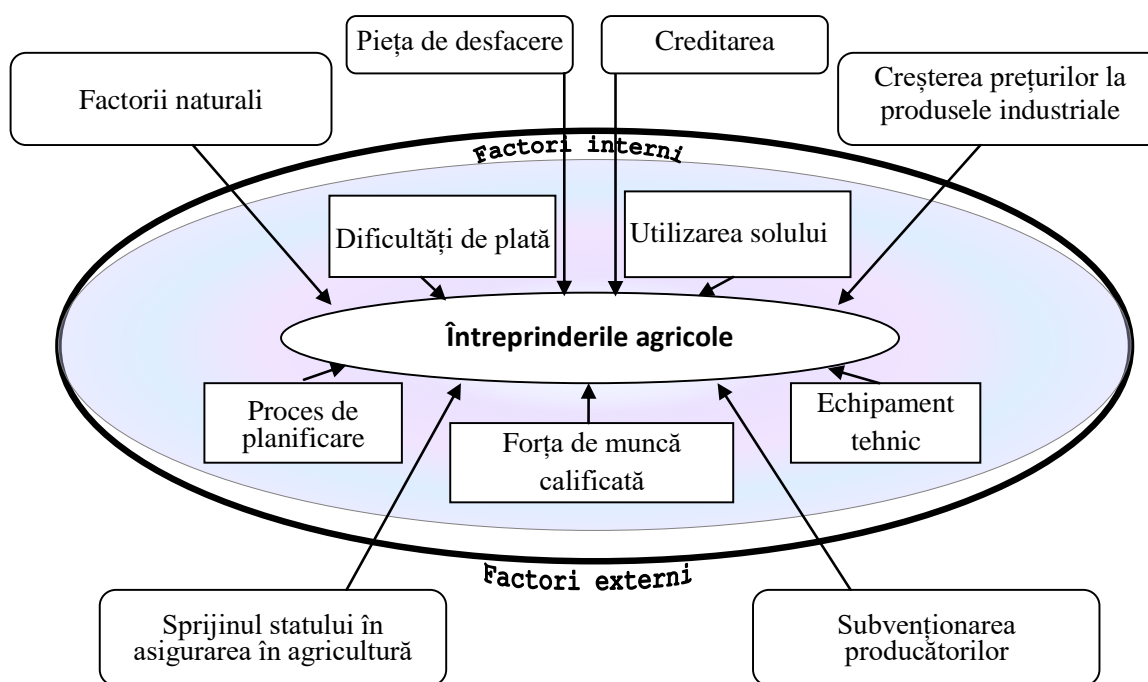 Pieța de desfacere
Creditarea
Factorii naturali
Creșterea prețurilor la
produsele industriale
Factori interni
Dificultăți de plată
Utilizarea solului
Întreprinderile agricole
Proces de
planificare
Forța de muncă
calificată
Echipament
tehnic
Factori externi
Sprijinul statului în
asigurarea în agricultură
Subvenționarea
producătorilor